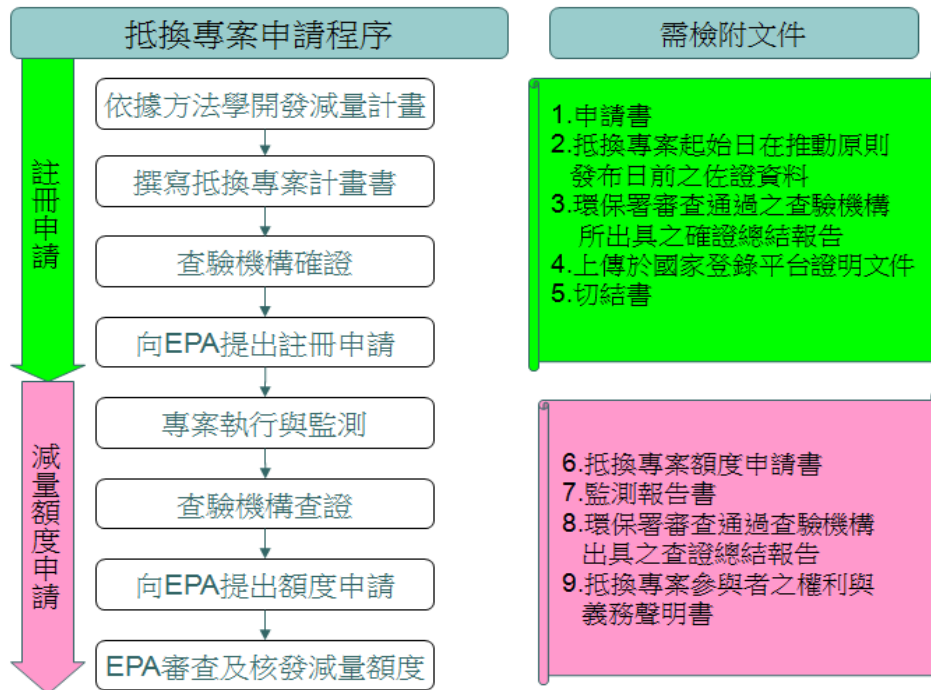 抵換專案申請程序
需檢附文件
註冊申請
依據方法學開發減量計畫
撰寫抵換專案計畫書
查驗機構確證
向EPA提出註冊申請
1.申請書
2.抵換專案起始日在推動原則
發布日前之佐證資料
3.環保署審查通過之查驗機構
所出具之確證總結報告
4.上傳於國家登錄平台證明文件
5.切結書
減量額度申請
專案執行與監測
查驗機構查證
向EPA提出額度申請
EPA審查及核發減量額度
6.抵換專案額度申請書
7.監測報告書
8.環保署審查通過查驗機構
出具之查證總結報告
9.抵換專案參與者之權利與
義務聲明書